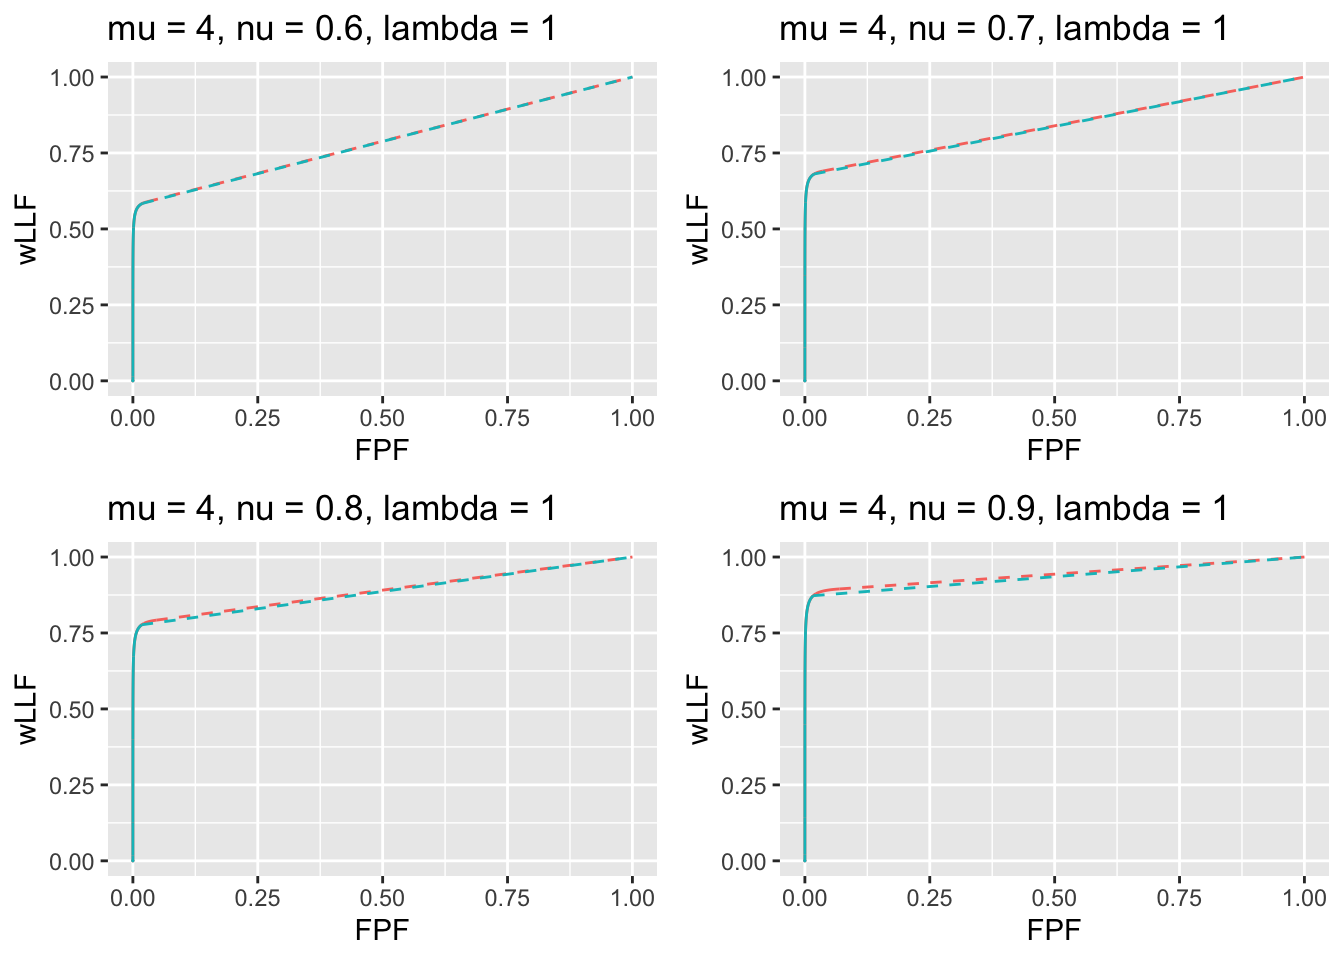 mu = 4, nu = 0.6, lambda = 1
1.00
0.75
0.50
0.25
0.00
wLLF
0.00 0.25 0.50 0.75 1.00
FPF
mu = 4, nu = 0.7, lambda = 1
1.00
0.75
0.50
0.25
0.00
wLLF
0.00 0.25 0.50 0.75 1.00
FPF
mu = 4, nu = 0.8, lambda = 1
1.00
0.75
0.50
0.25
0.00
wLLF
0.00 0.25 0.50 0.75 1.00
FPF
mu = 4, nu = 0.9, lambda = 1
1.00
0.75
0.50
0.25
0.00
wLLF
0.00 0.25 0.50 0.75 1.00
FPF